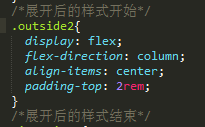 /*展开后的样式开始*/
.outside2{
display: flex;
flex-direction: column;
align-items: center;
padding-top: 2rem;
}
/*展开后的样式结束*/